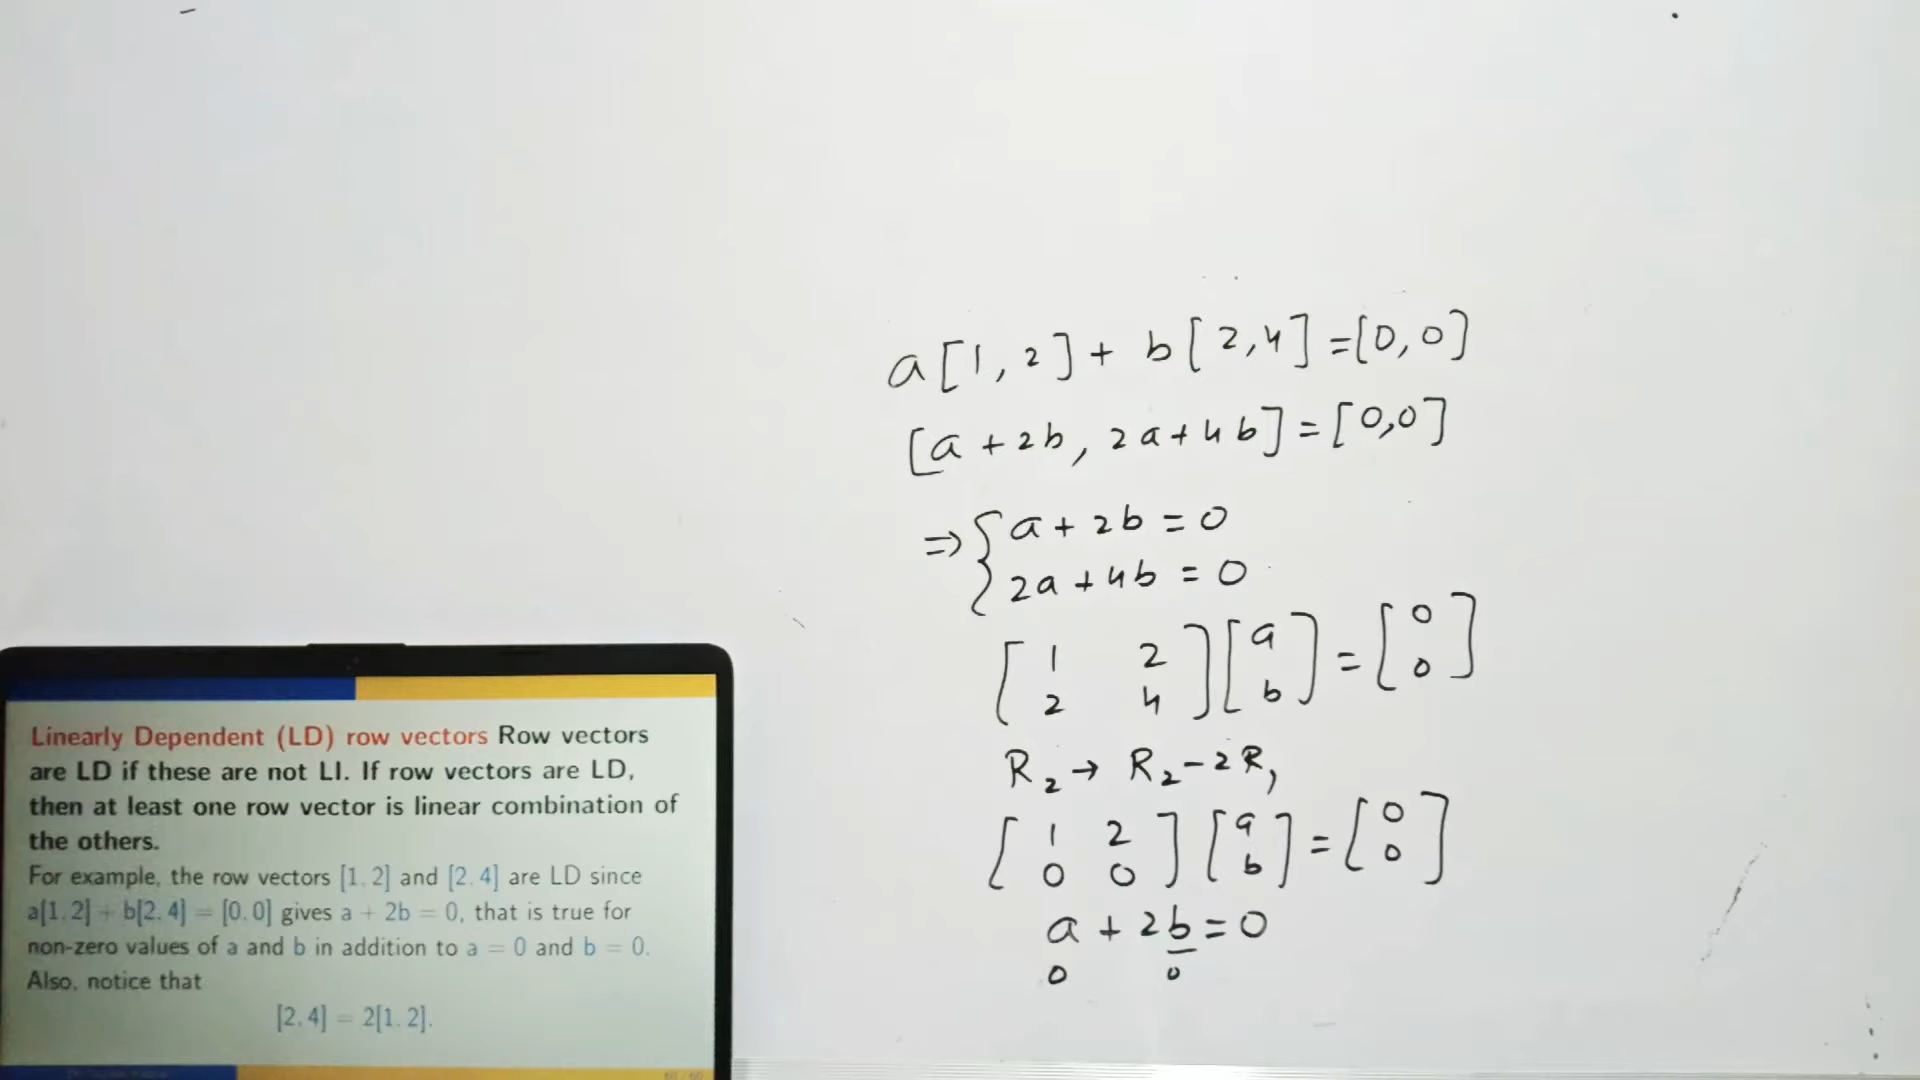 a[1, 2] + b[2,4] = [0,0]
[a + 2b, 2a + 4b] = [0,0]
⇒ { a + 2b = 0
2a + 4b = 0
[ 1 2 ] [ a ] = [ 0 ]
2 4 b 0
R2 → R2 - 2R1
[ 1 2 ] [ a ] = [ 0 ]
0 0 b 0
a + 2b = 0
0 0
Linearly Dependent (LD) row vectors Row vectors
are LD if these are not LI. If row vectors are LD,
then at least one row vector is linear combination of
the others.
For example, the row vectors [1, 2] and [2, 4] are LD since
a[1, 2] + b[2, 4] = [0, 0] gives a + 2b = 0, that is true for
non-zero values of a and b in addition to a = 0 and b = 0.
Also, notice that
[2, 4] = 2[1, 2].